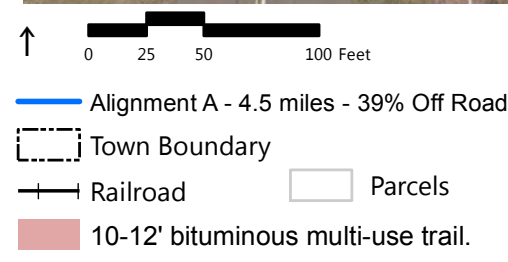 0 25 50 100 Feet
Alignment A - 4.5 miles - 39% Off Road
Town Boundary
Railroad Parcels
10-12' bituminous multi-use trail.